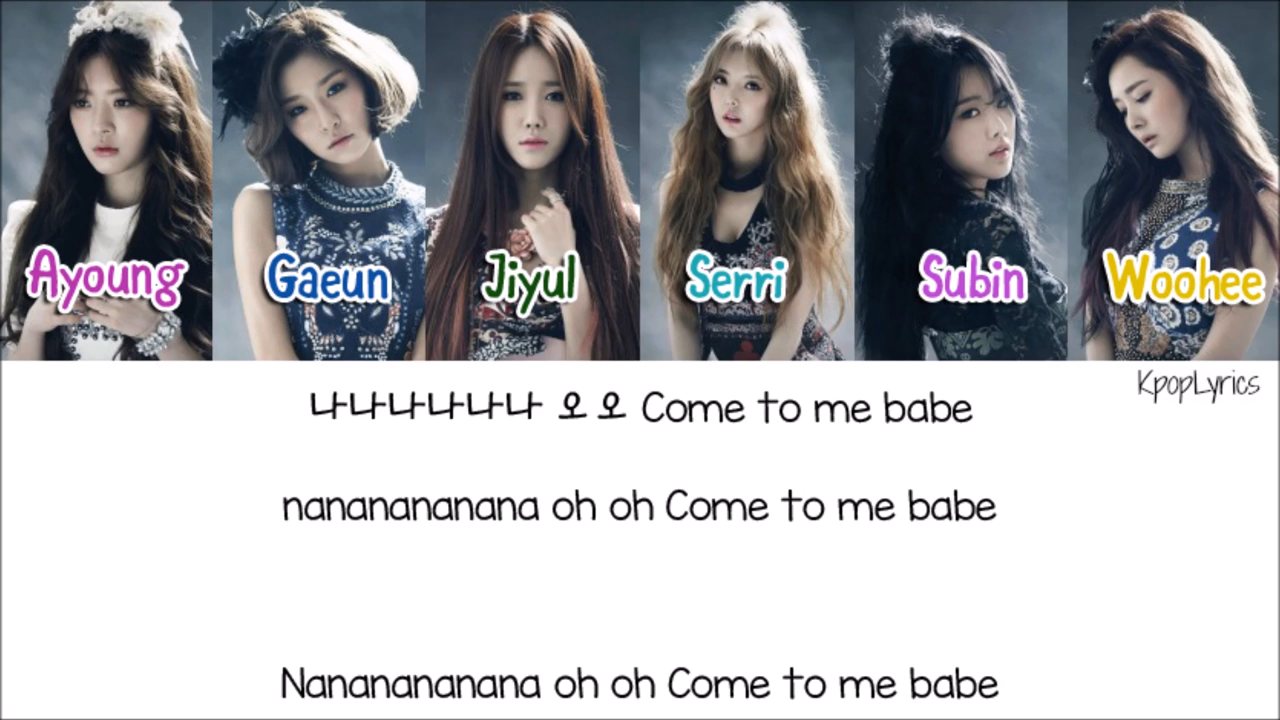 Ayoung Gaeun Jiyul Serri Subin Woohee
KpopLyrics
나나나나나나 오 오 Come to me babe
nanananananana oh oh Come to me babe
Nanananananana oh oh Come to me babe